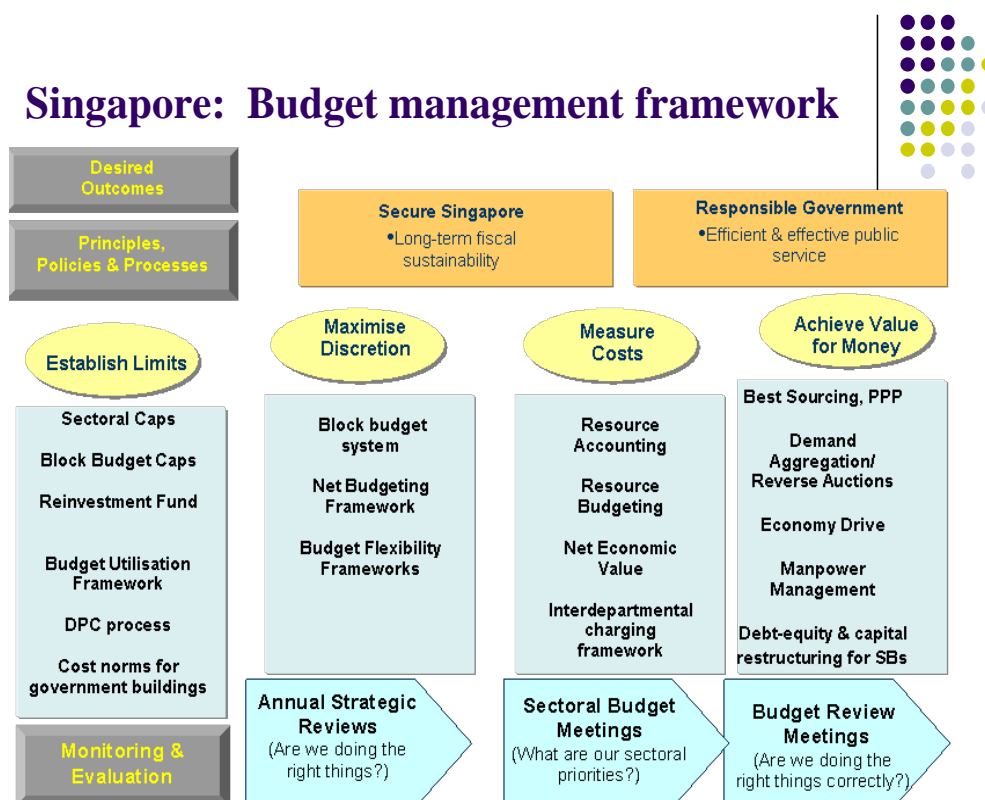 Singapore: Budget management framework
Desired
Outcomes
Principles,
Policies & Processes
Secure Singapore
•Long-term fiscal
sustainability
Responsible Government
•Efficient & effective public
service
Establish Limits
Maximise
Discretion
Measure
Costs
Achieve Value
for Money
Sectoral Caps
Block Budget Caps
Reinvestment Fund
Budget Utilisation
Framework
DPC process
Cost norms for
government buildings
Block budget
system
Net Budgeting
Framework
Budget Flexibility
Frameworks
Resource
Accounting
Resource
Budgeting
Net Economic
Value
Interdepartmental
charging
framework
Best Sourcing, PPP
Demand
Aggregation/
Reverse Auctions
Economy Drive
Manpower
Management
Debt-equity & capital
restructuring for SBs
Monitoring &
Evaluation
Annual Strategic
Reviews
(Are we doing the
right things?)
Sectoral Budget
Meetings
(What are our sectoral
priorities?)
Budget Review
Meetings
(Are we doing the
right things correctly?)